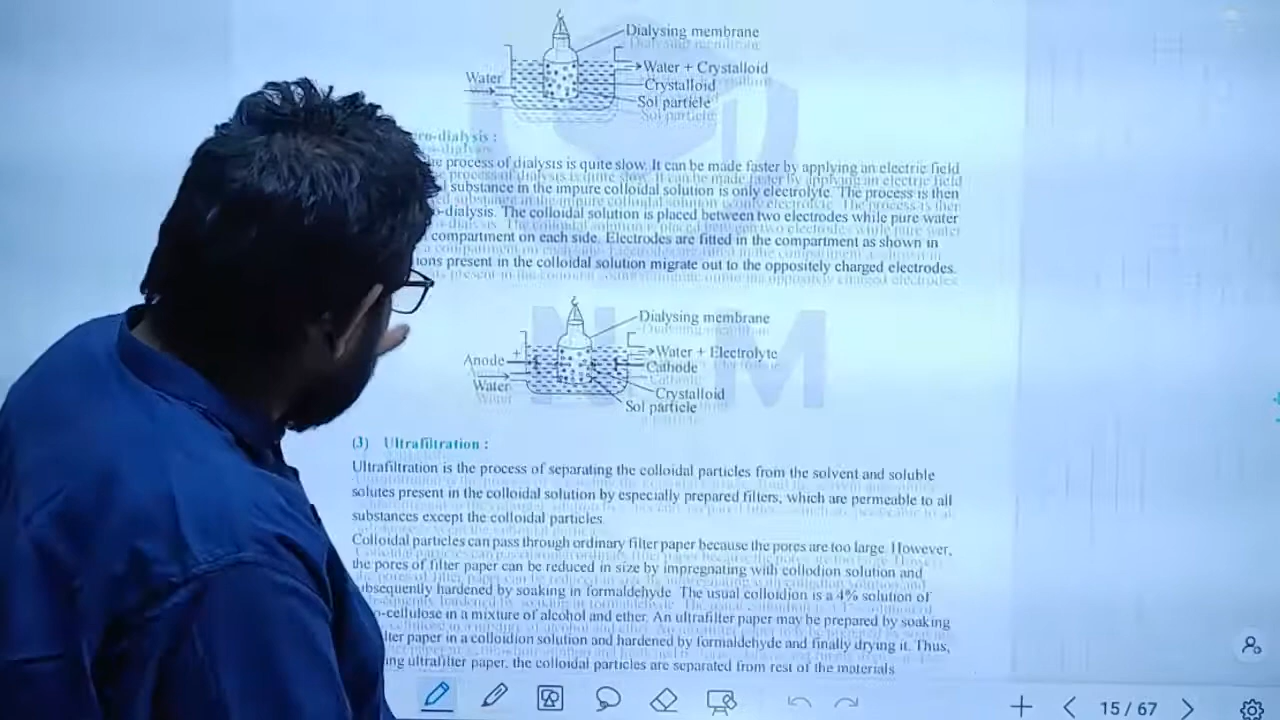 Dialysing membrane
Water + Crystalloid
Water
Crystalloid
Sol particle
ro-dialysis :
process of dialysis is quite slow. It can be made faster by applying an electric field
substance in the impure colloidal solution is only electrolyte. The process is then
-dialysis. The colloidal solution is placed between two electrodes while pure water
compartment on each side. Electrodes are fitted in the compartment as shown in
ions present in the colloidal solution migrate out to the oppositely charged electrodes.
Dialysing membrane
Water + Electrolyte
Anode
+
Cathode
Water
Crystalloid
Sol particle
N M
(3) Ultrafiltration :
Ultrafiltration is the process of separating the colloidal particles from the solvent and soluble
solutes present in the colloidal solution by especially prepared filters, which are permeable to all
substances except the colloidal particles.
Colloidal particles can pass through ordinary filter paper because the pores are too large. However,
the pores of filter paper can be reduced in size by impregnating with collodion solution and
bsequently hardened by soaking in formaldehyde. The usual colloidion is a 4% solution of
-cellulose in a mixture of alcohol and ether. An ultrafilter paper may be prepared by soaking
lter paper in a colloidion solution and hardened by formaldehyde and finally drying it. Thus,
ing ultrafilter paper, the colloidal particles are separated from rest of the materials.
15 / 67